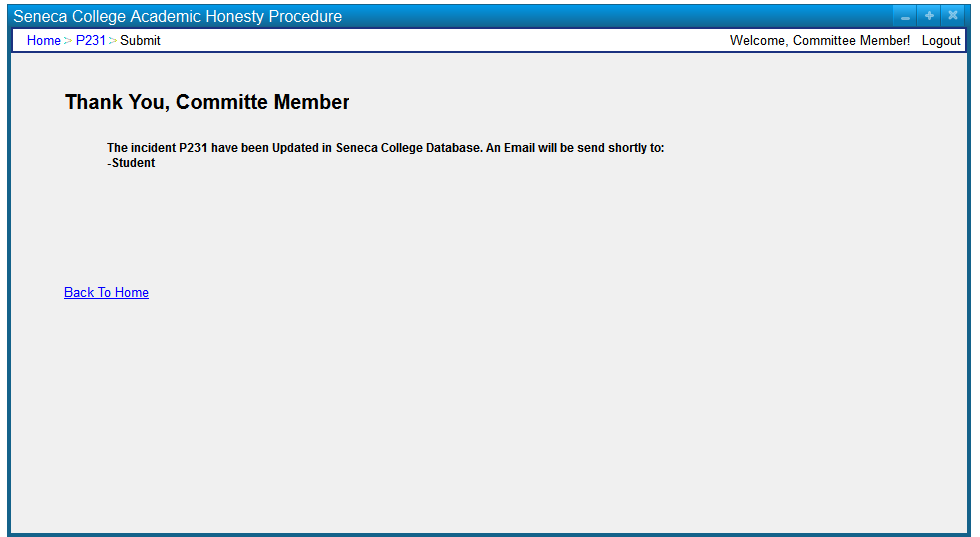 Seneca College Academic Honesty Procedure
Home > P231 > Submit Welcome, Committee Member! Logout
Thank You, Committe Member
The incident P231 have been Updated in Seneca College Database. An Email will be send shortly to:
-Student
Back To Home